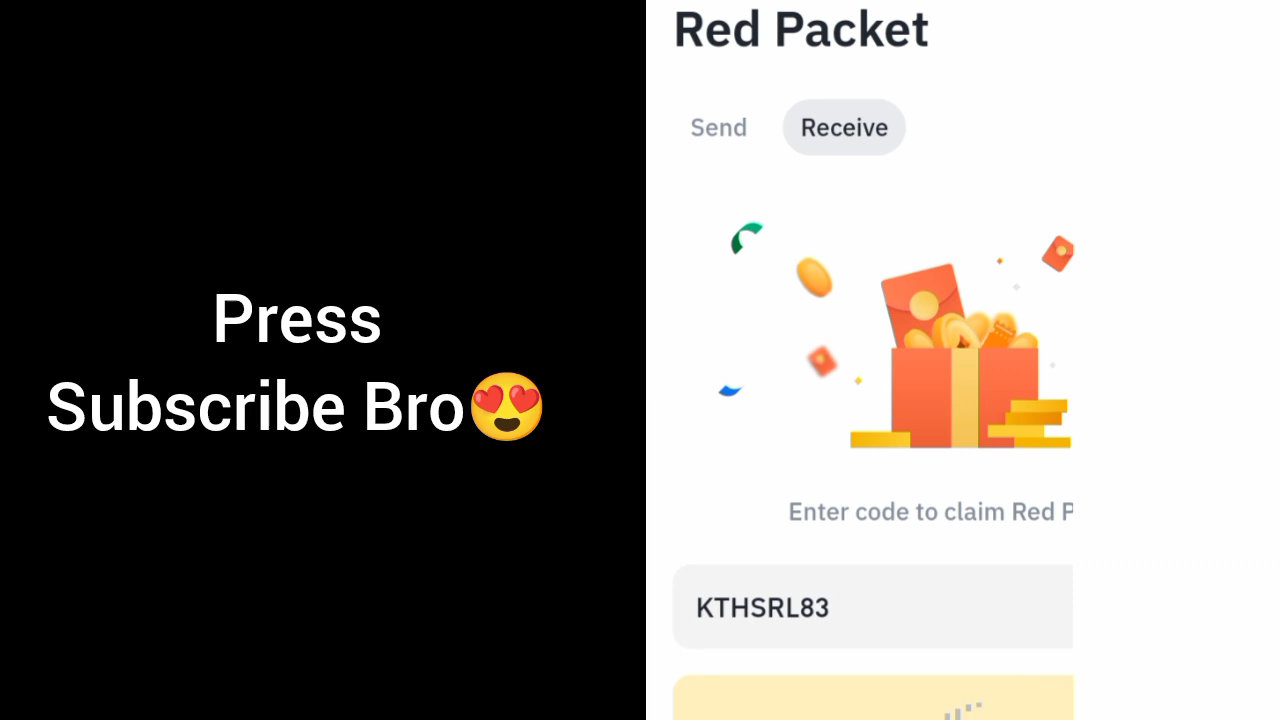 Press
Subscribe Bro😍
Red Packet
Send
Receive
Enter code to claim Red P
KTHSRL83